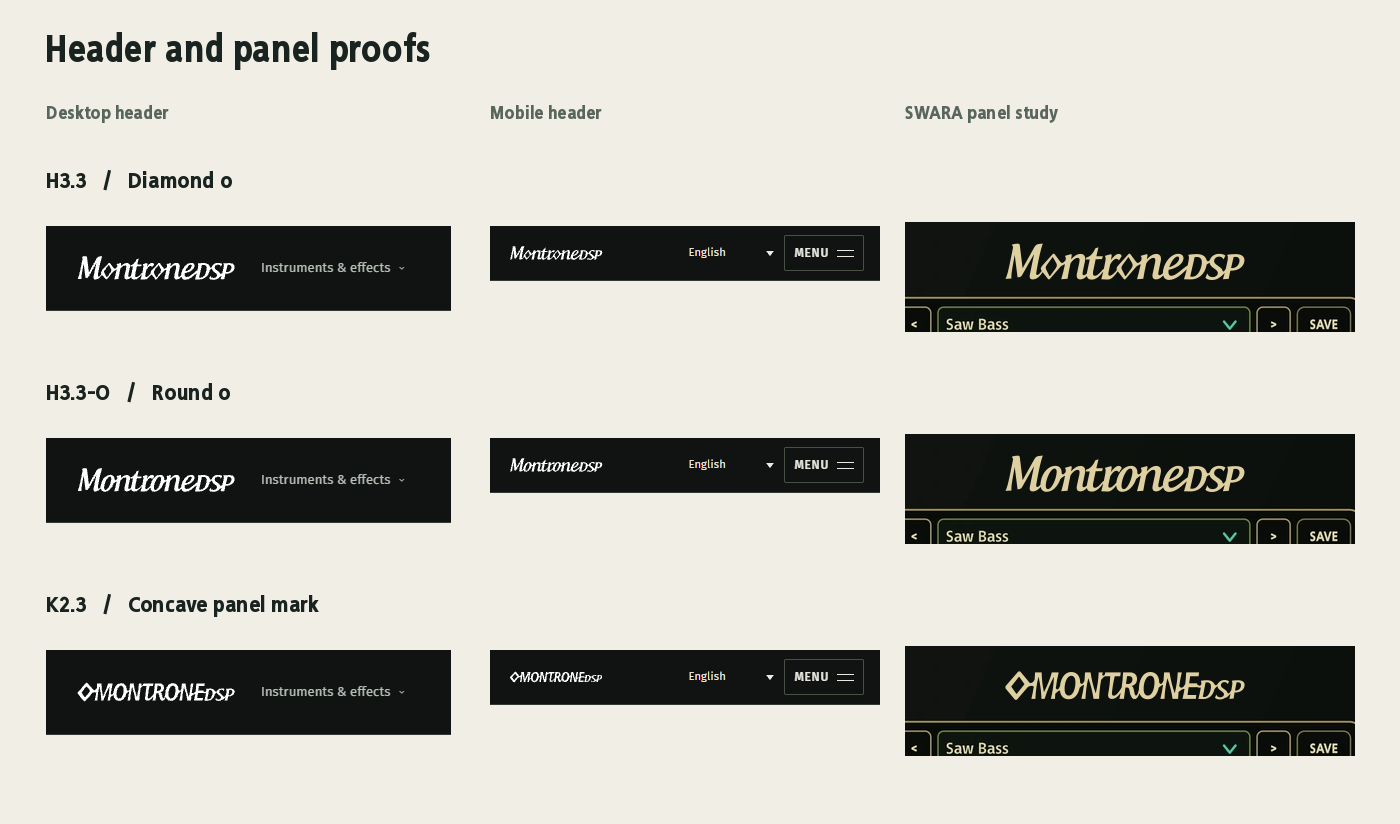 Header and panel proofs
Desktop header Mobile header SWARA panel study
H3.3 / Diamond o
MontroneDSP Instruments & effects MontroneDSP English MENU MontroneDSP
< Saw Bass > SAVE
H3.3-O / Round o
MontroneDSP Instruments & effects MontroneDSP English MENU MontroneDSP
< Saw Bass > SAVE
K2.3 / Concave panel mark
MONTRONEDSP Instruments & effects MONTRONEDSP English MENU MONTRONEDSP
< Saw Bass > SAVE